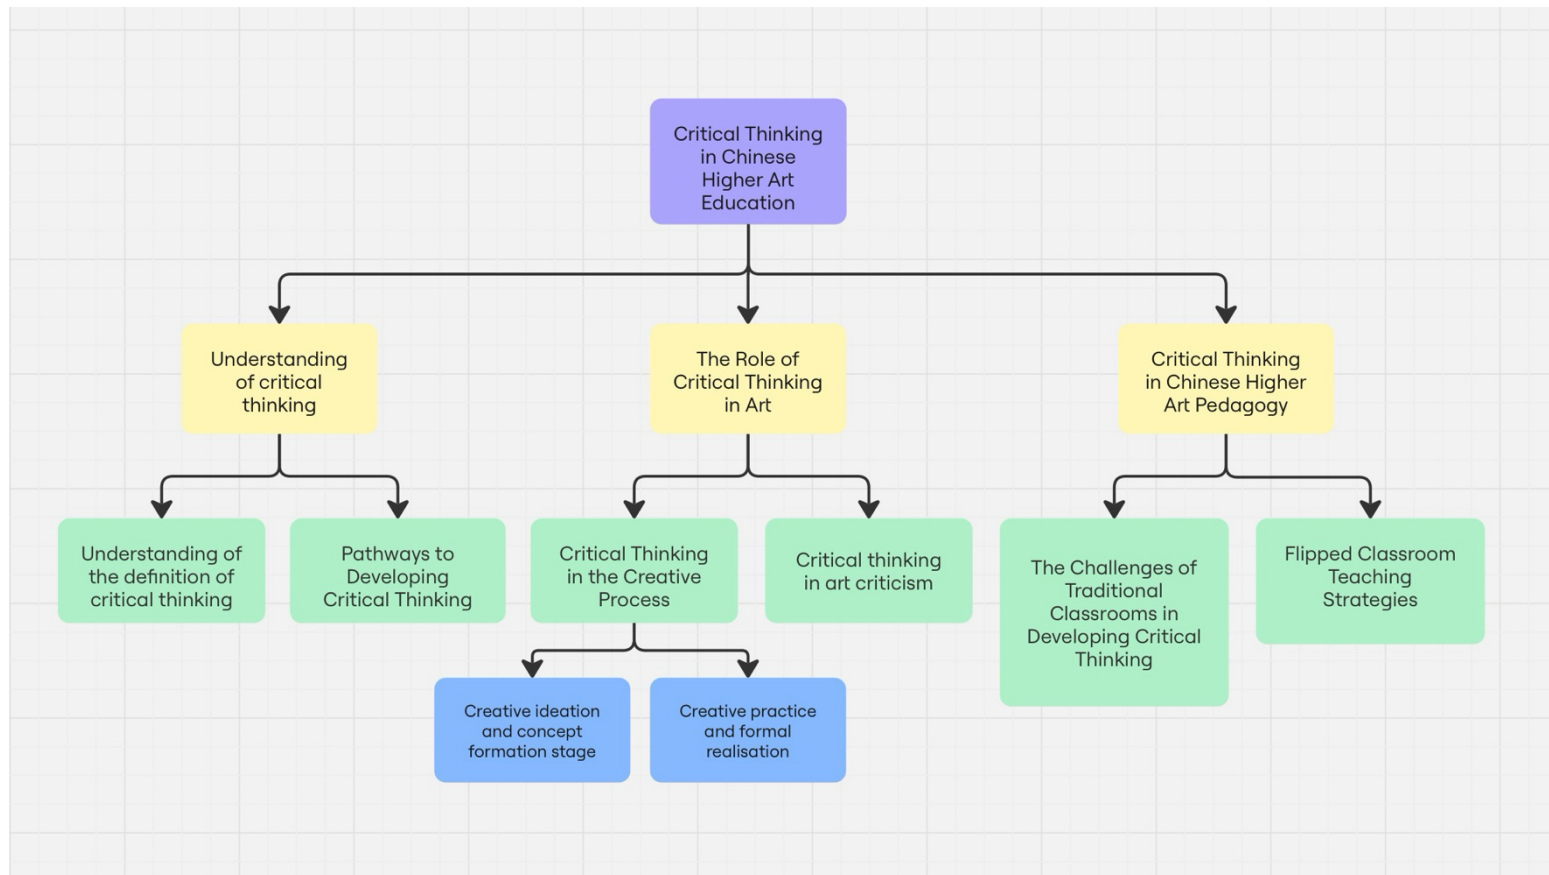 Critical Thinking
in Chinese
Higher Art
Education
Understanding
of critical
thinking
The Role of
Critical Thinking
in Art
Critical Thinking
in Chinese Higher
Art Pedagogy
Understanding of
the definition of
critical thinking
Pathways to
Developing
Critical Thinking
Critical Thinking
in the Creative
Process
Critical thinking
in art criticism
The Challenges of
Traditional
Classrooms in
Developing Critical
Thinking
Flipped Classroom
Teaching
Strategies
Creative ideation
and concept
formation stage
Creative practice
and formal
realisation